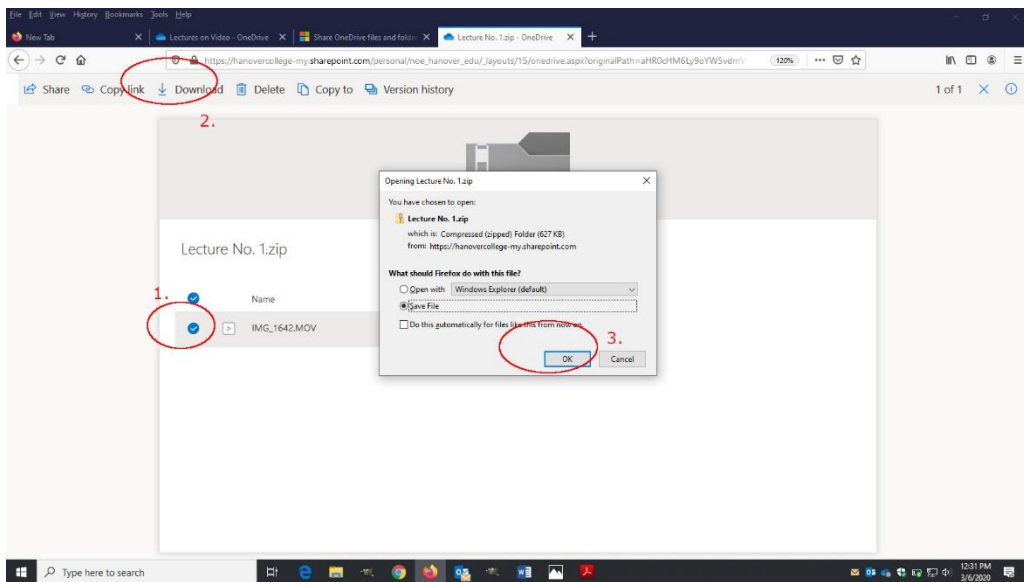 File Edit View History Bookmarks Tools Help
New Tab Lectures on Video - OneDrive Share OneDrive files and folder Lecture No. 1.zip - OneDrive
https://hanovercollege-my.sharepoint.com/personal/noe_hanover_edu/_layouts/15/onedrive.aspx?originalPath= 120%
Share Copy link Download Delete Copy to Version history 1 of 1
2.
Opening Lecture No. 1.zip
You have chosen to open:
Lecture No. 1.zip
which is: Compressed (zipped) Folder (627 KB)
from: https://hanovercollege-my.sharepoint.com
What should Firefox do with this file?
Open with Windows Explorer (default)
Save File
Do this automatically for files like this from now on.
3.
OK Cancel
Lecture No. 1.zip
1.
Name
IMG_1642.MOV
Type here to search
12:31 PM
3/6/2020